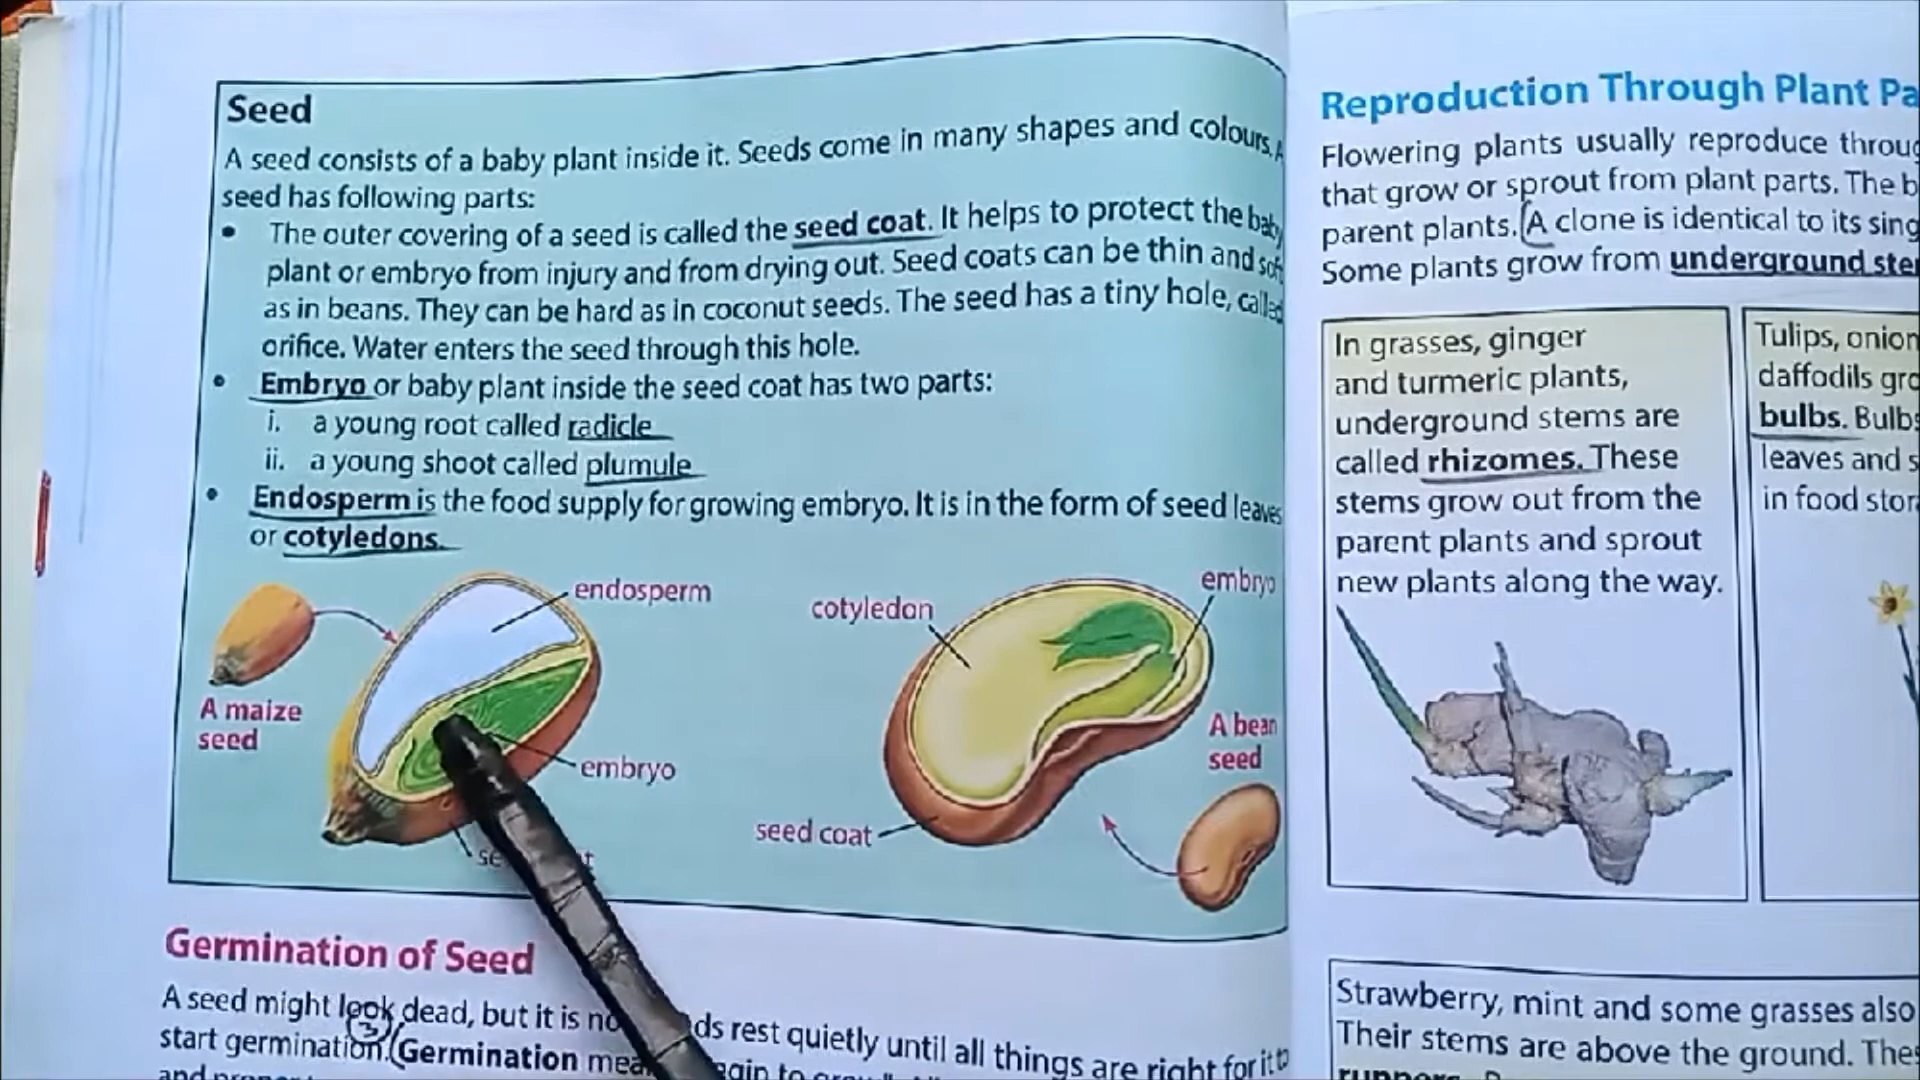 Seed
A seed consists of a baby plant inside it. Seeds come in many shapes and colours. A
seed has following parts:
• The outer covering of a seed is called the seed coat. It helps to protect the baby
plant or embryo from injury and from drying out. Seed coats can be thin and soft
as in beans. They can be hard as in coconut seeds. The seed has a tiny hole, called
orifice. Water enters the seed through this hole.
• Embryo or baby plant inside the seed coat has two parts:
i. a young root called radicle
ii. a young shoot called plumule
• Endosperm is the food supply for growing embryo. It is in the form of seed leaves
or cotyledons.
endosperm
A maize
seed
embryo
cotyledon
embryo
A bean
seed
seed coat
Germination of Seed
A seed might look dead, but it is rest quietly until all things are right for it to
3
start germination. (Germination
Reproduction Through Plant
Flowering plants usually reproduce
that grow or sprout from plant parts. The
parent plants. (A clone is identical to its
Some plants grow from underground
In grasses, ginger
and turmeric plants,
underground stems are
called rhizomes. These
stems grow out from the
parent plants and sprout
new plants along the way.
Tulips, onion
daffodils
bulbs. Bulbs
leaves and
in food
Strawberry, mint and some grasses also
Their stems are above the ground.